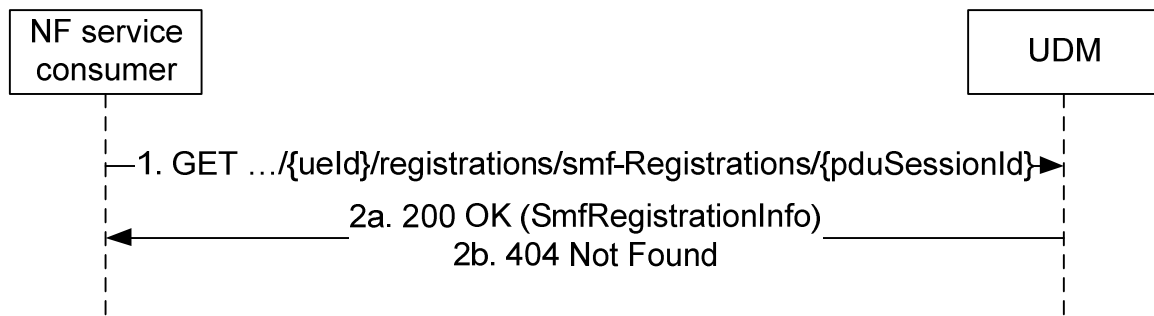 NF service
consumer
UDM
1. GET …/{ueId}/registrations/smf-Registrations/{pduSessionId}
2a. 200 OK (SmfRegistrationInfo)
2b. 404 Not Found